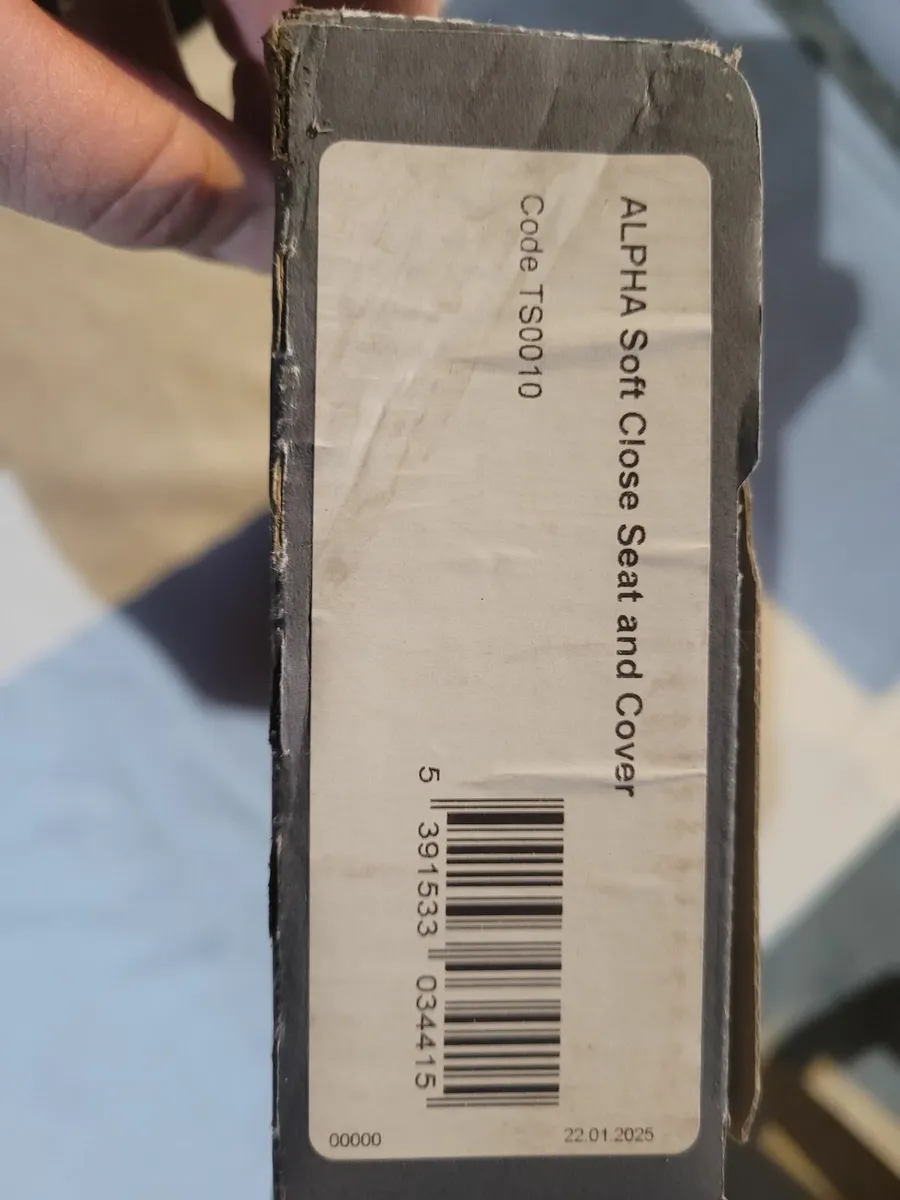 ALPHA Soft Close Seat and Cover
Code TS0010
5 391533 034415
22.01.2025
00000